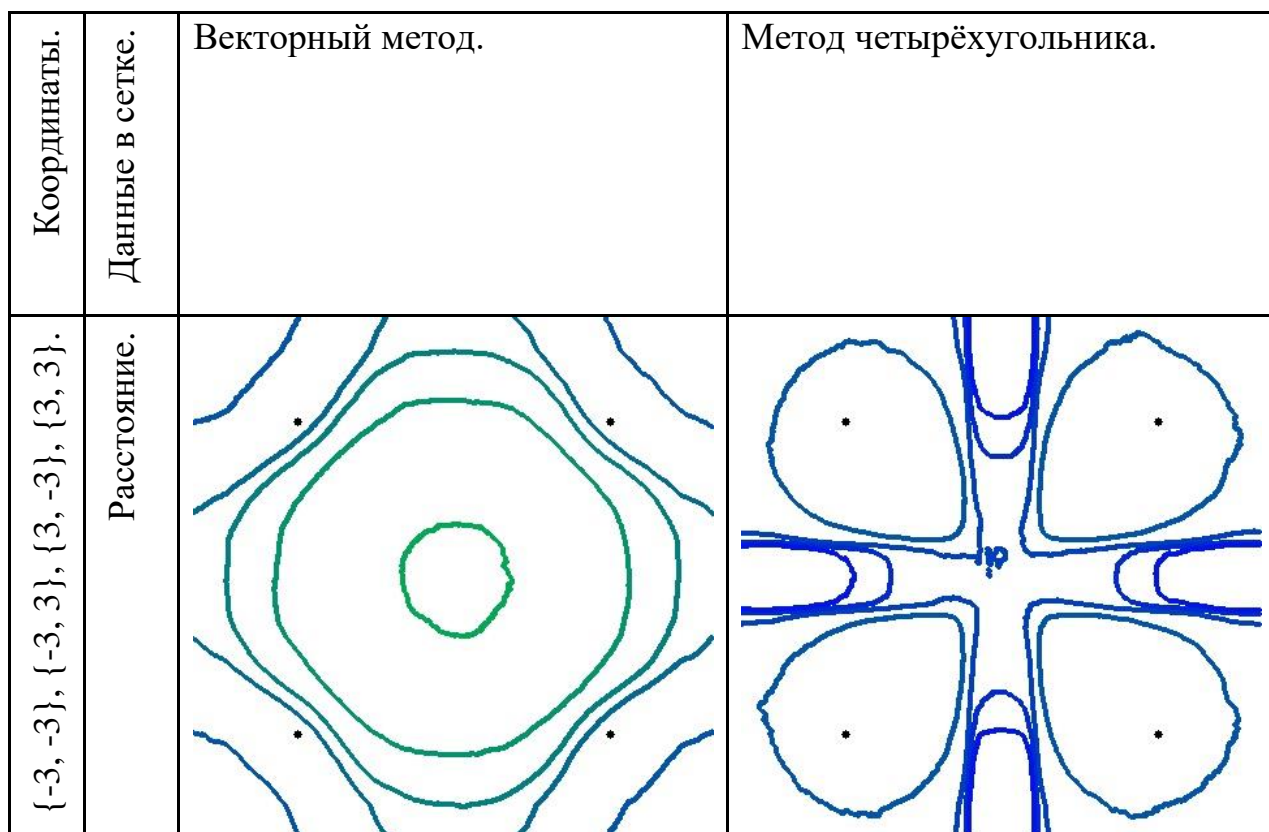 Координаты.
Данные в сетке.
Векторный метод.
Метод четырёхугольника.
{-3, -3}, {-3, 3}, {3, -3}, {3, 3}.
Расстояние.